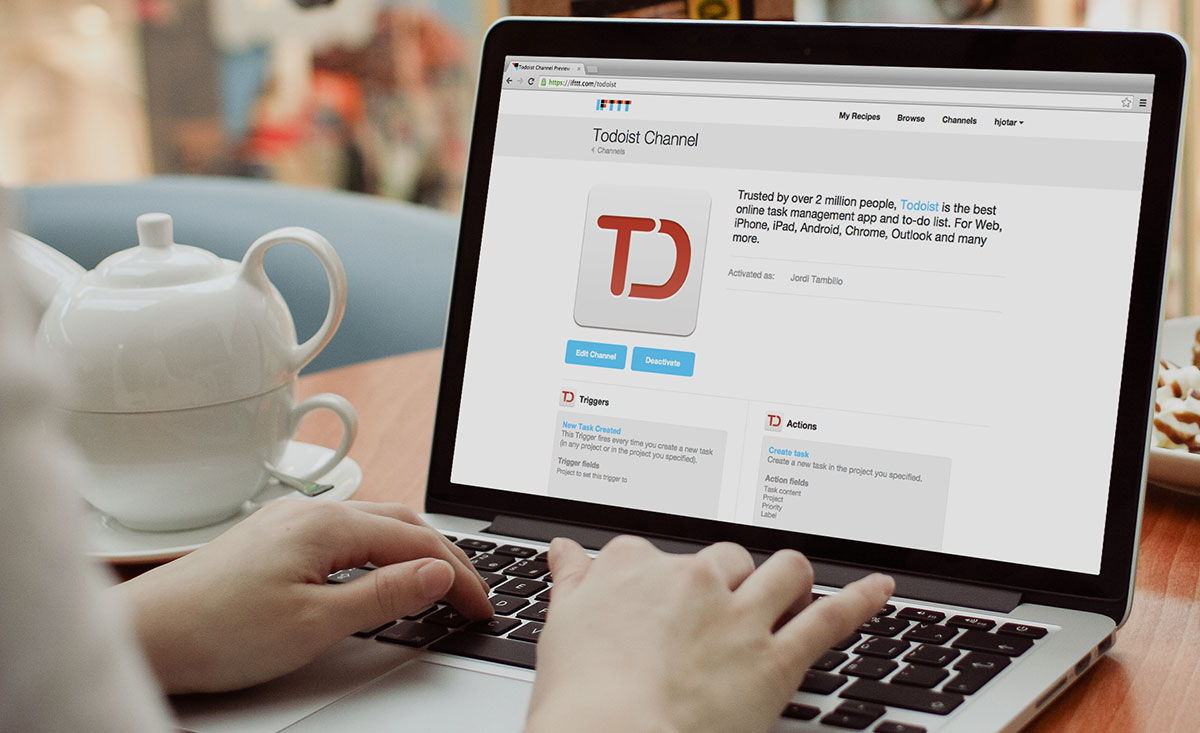 Todoist Channel Preview
https://ifttt.com/todoist
IFTTT
My Recipes Browse Channels hjotar
Todoist Channel
Channels
TD
Trusted by over 2 million people, Todoist is the best
online task management app and to-do list. For Web,
iPhone, iPad, Android, Chrome, Outlook and many
more.
Activated as: Jordi Tambillo
Edit Channel Deactivate
TD Triggers
New Task Created
This Trigger fires every time you create a new task
(in any project or in the project you specified).
Trigger fields
Project to set this trigger to
TD Actions
Create task
Create a new task in the project you specified.
Action fields
Task content
Project
Priority
Label